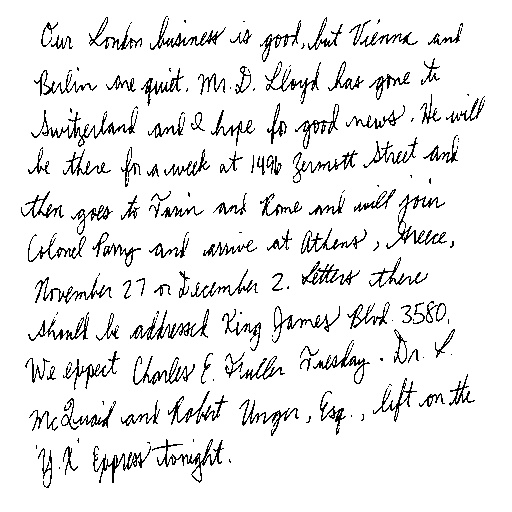 Our London business is good, but Vienna and
Berlin are quiet. Mr. D. Lloyd has gone to
Switzerland and I hope for good news. He will
be there for a week at 1496 Zermott Street and
then goes to Turin and Rome and will join
Colonel Parry and arrive at Athens, Greece,
November 27 or December 2. Letters there
should be addressed King James Blvd. 3580.
We expect Charles E. Fuller Tuesday. Dr. L.
McQuaid and Robert Unger, Esq., left on the
'Y.X' Express tonight.